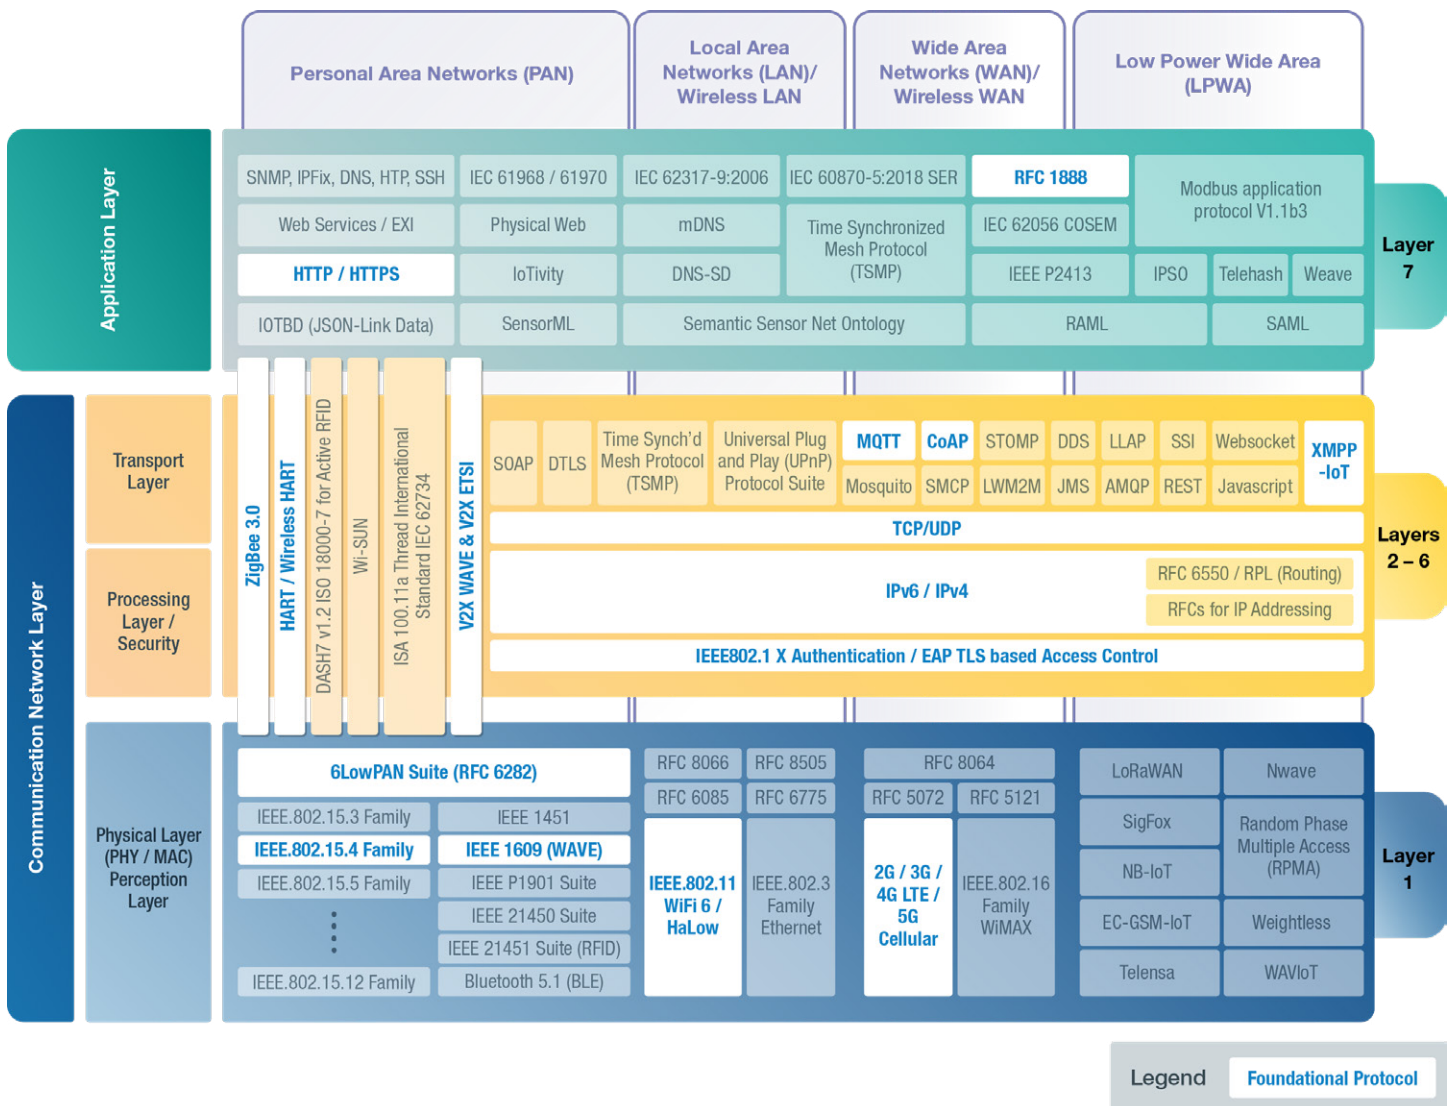 Personal Area Networks (PAN)
Local Area
Networks (LAN)/
Wireless LAN
Wide Area
Networks (WAN)/
Wireless WAN
Low Power Wide Area
(LPWA)
Application Layer
SNMP, IPFix, DNS, HTP, SSH
IEC 61968 / 61970
IEC 62317-9:2006
IEC 60870-5:2018 SER
RFC 1888
Modbus application
protocol V1.1b3
Web Services / EXI
Physical Web
mDNS
Time Synchronized
Mesh Protocol
(TSMP)
IEC 62056 COSEM
HTTP / HTTPS
IoTivity
DNS-SD
IEEE P2413
IPSO
Telehash
Weave
IOTBD (JSON-Link Data)
SensorML
Semantic Sensor Net Ontology
RAML
SAML
Layer
7
Communication Network Layer
Transport
Layer
Processing
Layer /
Security
ZigBee 3.0
HART / Wireless HART
DASH7 v1.2 ISO 18000-7 for Active RFID
Wi-SUN
ISA 100.11a Thread International
Standard IEC 62734
V2X WAVE & V2X ETSI
SOAP
DTLS
Time Synch'd
Mesh Protocol
(TSMP)
Universal Plug
and Play (UPnP)
Protocol Suite
MQTT
CoAP
STOMP
DDS
LLAP
SSI
Websocket
XMPP
-IoT
Mosquito
SMCP
LWM2M
JMS
AMQP
REST
Javascript
TCP/UDP
IPv6 / IPv4
RFC 6550 / RPL (Routing)
RFCs for IP Addressing
IEEE802.1 X Authentication / EAP TLS based Access Control
Layers
2 – 6
Physical Layer
(PHY / MAC)
Perception
Layer
6LowPAN Suite (RFC 6282)
IEEE.802.15.3 Family
IEEE 1451
IEEE.802.15.4 Family
IEEE 1609 (WAVE)
IEEE.802.15.5 Family
IEEE P1901 Suite
IEEE 21450 Suite
IEEE 21451 Suite (RFID)
IEEE.802.15.12 Family
Bluetooth 5.1 (BLE)
RFC 8066
RFC 8505
RFC 6085
RFC 6775
IEEE.802.11
WiFi 6 /
HaLow
IEEE.802.3
Family
Ethernet
RFC 8064
RFC 5072
RFC 5121
2G / 3G /
4G LTE /
5G
Cellular
IEEE.802.16
Family
WiMAX
LoRaWAN
Nwave
SigFox
Random Phase
Multiple Access
(RPMA)
NB-IoT
EC-GSM-IoT
Weightless
Telensa
WAVIoT
Layer
1
Legend
Foundational Protocol